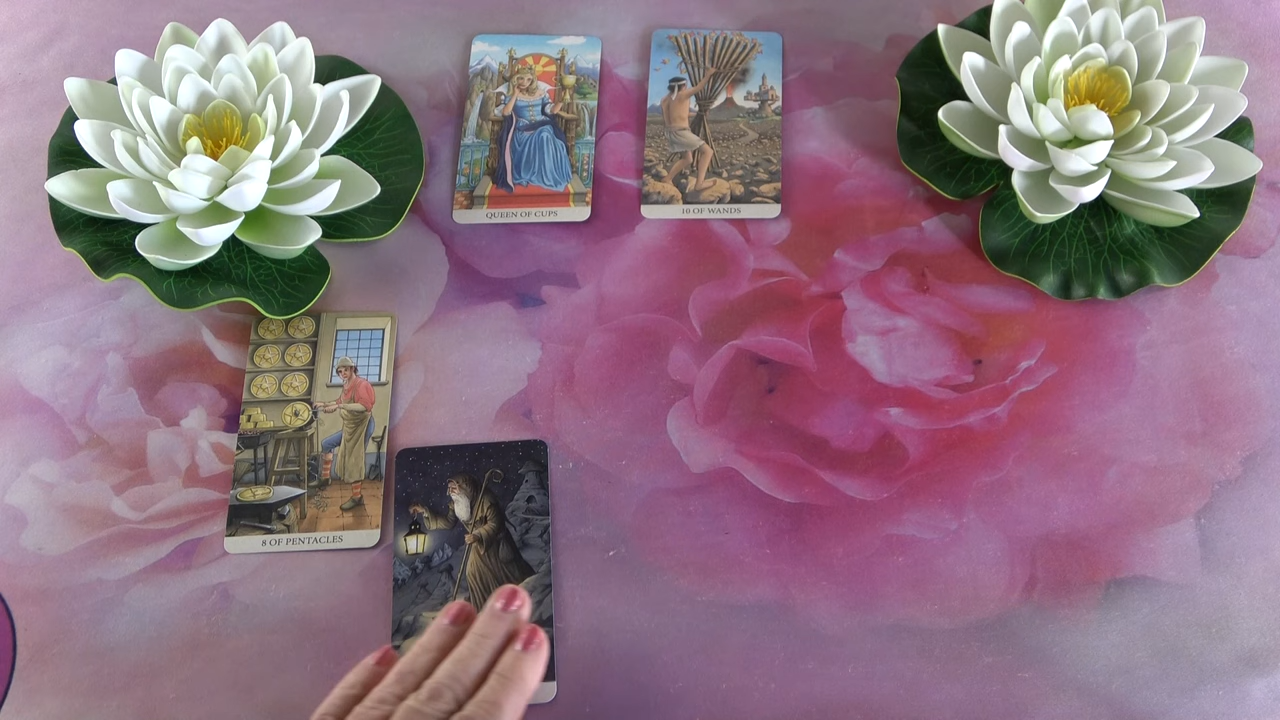 QUEEN OF CUPS
10 OF WANDS
8 OF PENTACLES